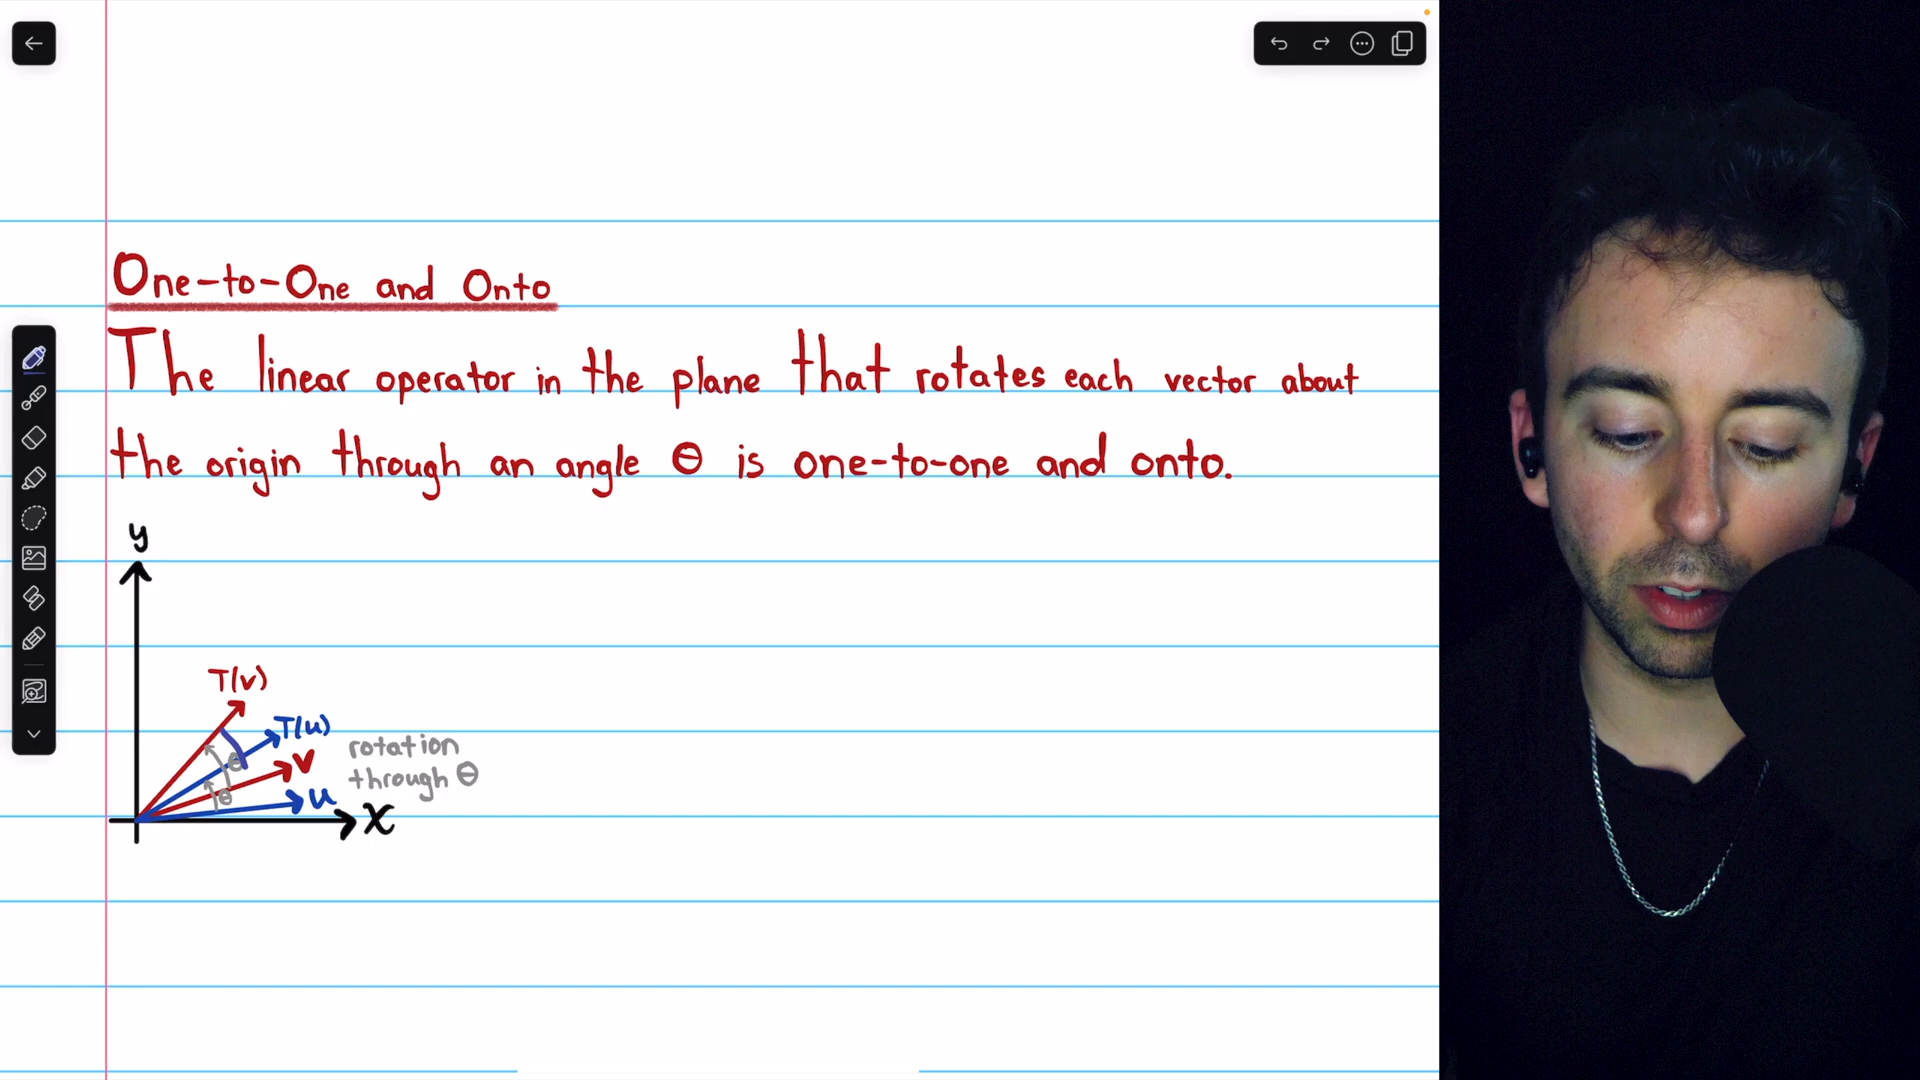 One-to-One and Onto
The linear operator in the plane that rotates each vector about
the origin through an angle θ is one-to-one and onto.
y
T(v)
T(u)
θ
v
rotation
through θ
θ
u
x